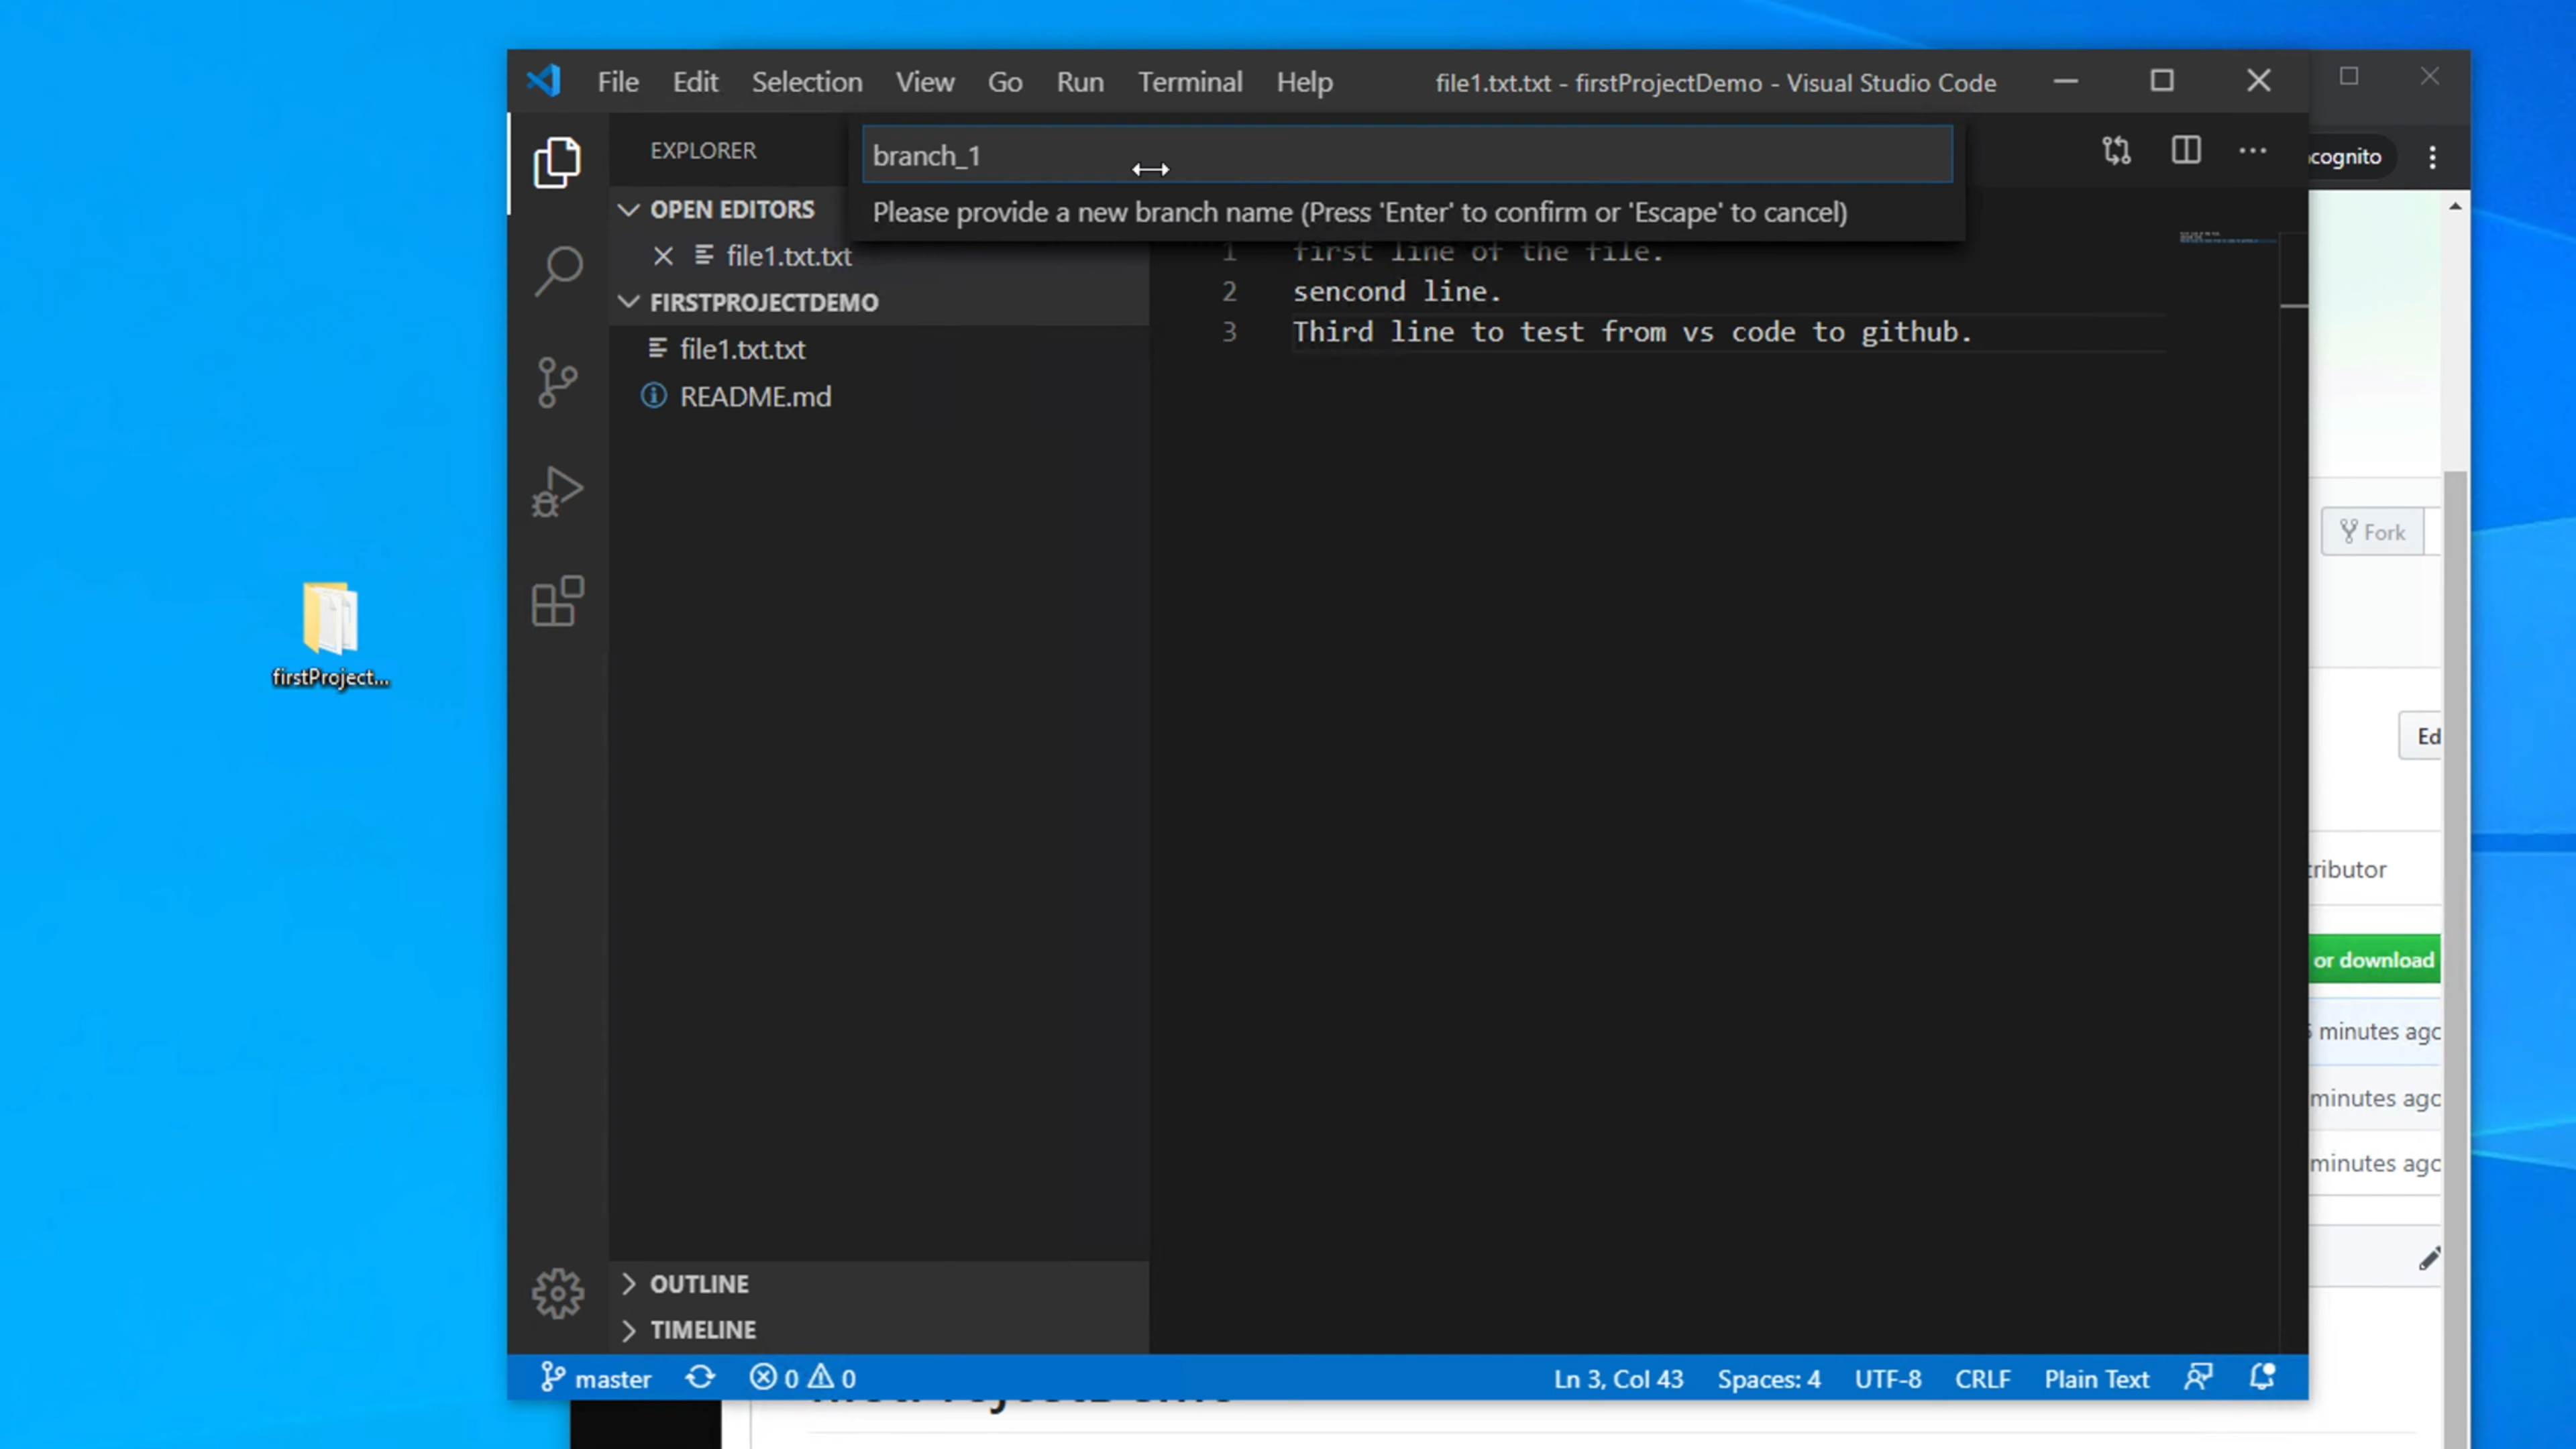 File Edit Selection View Go Run Terminal Help file1.txt.txt - firstProjectDemo - Visual Studio Code
EXPLORER
branch_1
Please provide a new branch name (Press 'Enter' to confirm or 'Escape' to cancel)
OPEN EDITORS
file1.txt.txt
FIRSTPROJECTDEMO
file1.txt.txt
README.md
1 first line of the file.
2 sencond line.
3 Third line to test from vs code to github.
OUTLINE
TIMELINE
master 0 0 Ln 3, Col 43 Spaces: 4 UTF-8 CRLF Plain Text
firstProject...
cognito
Fork
Ed
tributor
or download
minutes ago
minutes ago
minutes ago